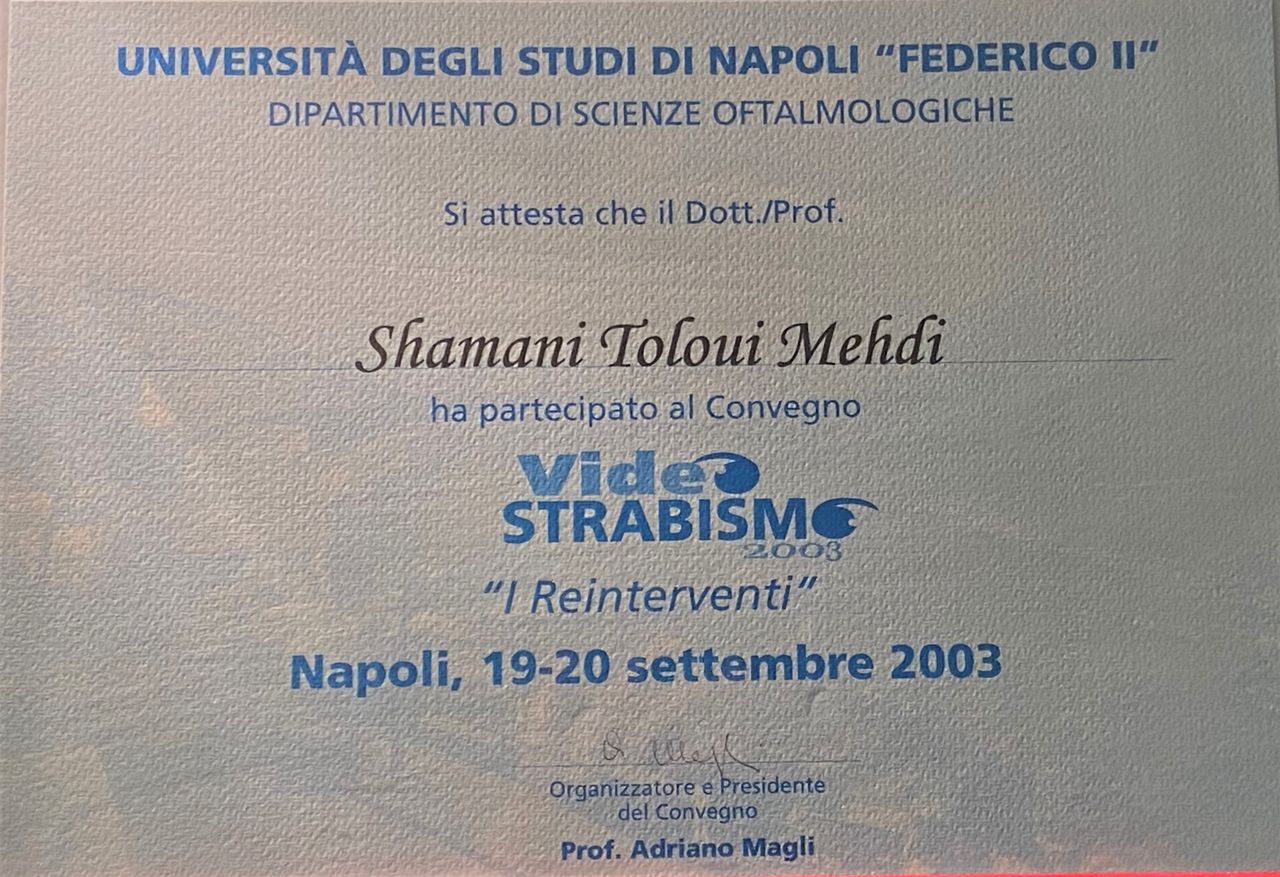 UNIVERSITÀ DEGLI STUDI DI NAPOLI “FEDERICO II”
DIPARTIMENTO DI SCIENZE OFTALMOLOGICHE
Si attesta che il Dott./Prof.
Shamani Toloui Mehdi
ha partecipato al Convegno
Video
STRABISMO
2003
“I Reinterventi”
Napoli, 19-20 settembre 2003
Organizzatore e Presidente
del Convegno
Prof. Adriano Magli